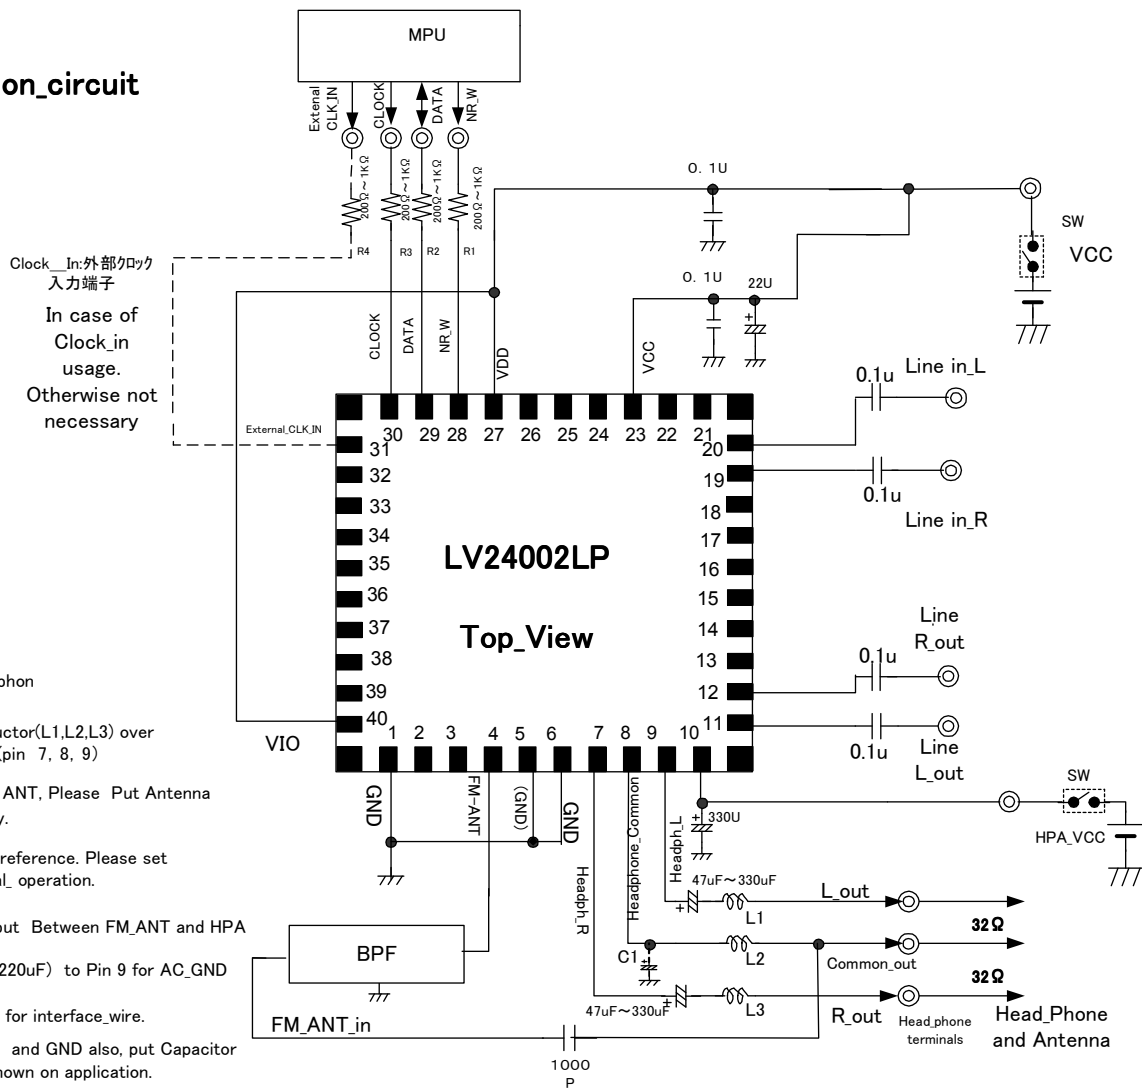 on_circuit
MPU
Extenal
CLK_IN
CLOCK
DATA
NR_W
200Ω～1KΩ
200Ω～1KΩ
200Ω～1KΩ
200Ω～1KΩ
R4
R3
R2
R1
0. 1U
SW
VCC
Clock__In:外部クロック
入力端子
In case of
Clock_in
usage.
Otherwise not
necessary
0. 1U
22U
+
CLOCK
DATA
NR_W
VDD
VCC
0.1u
Line in_L
External_CLK_IN
30
29
28
27
26
25
24
23
22
21
20
31
32
33
34
35
36
37
38
39
40
19
18
17
16
15
14
13
12
11
0.1u
Line in_R
LV24002LP
Top_View
Line
R_out
0.1u
0.1u
Line
L_out
VIO
1
2
3
4
5
6
7
8
9
10
phon
uctor(L1,L2,L3) over
(pin 7, 8, 9)
ANT, Please Put Antenna
y.
reference. Please set
al_ operation.
put Between FM_ANT and HPA
220uF) to Pin 9 for AC_GND
for interface_wire.
and GND also, put Capacitor
hown on application.
GND
FM-ANT
(GND)
GND
Headph_R
Headphone_Common
Headph_L
+
330U
SW
HPA_VCC
47uF～330uF
+
L1
L_out
32Ω
C1
+
L2
Common_out
32Ω
47uF～330uF
+
L3
R_out
Head_phone
terminals
Head_Phone
and Antenna
BPF
FM_ANT_in
1000
P